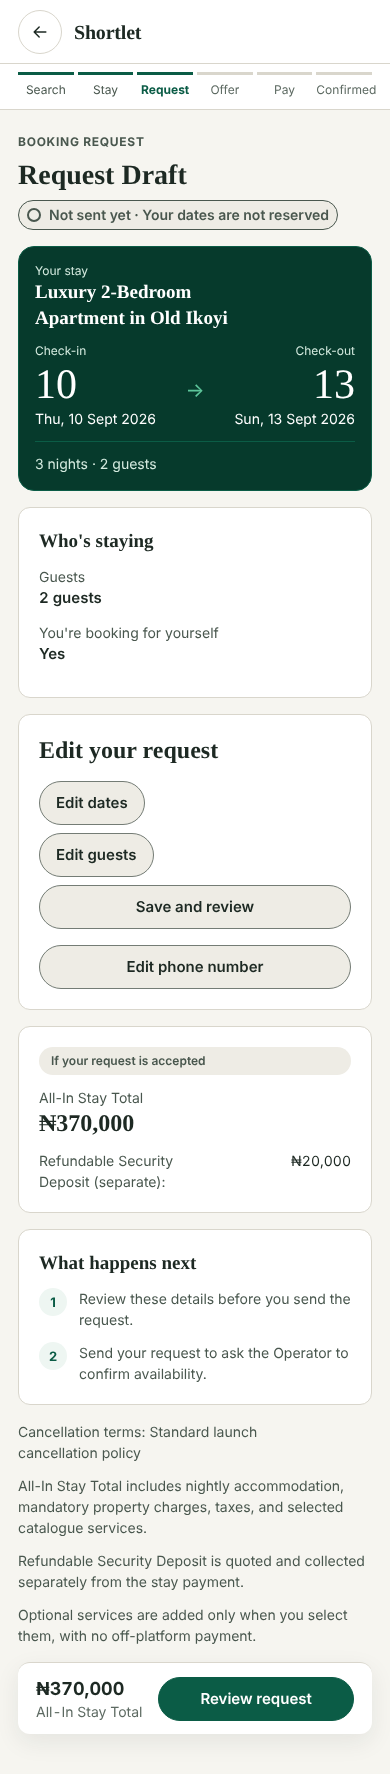 Shortlet
Search Stay Request Offer Pay Confirmed
BOOKING REQUEST
Request Draft
Not sent yet · Your dates are not reserved
Your stay
Luxury 2-Bedroom
Apartment in Old Ikoyi
Check-in Check-out
10 → 13
Thu, 10 Sept 2026 Sun, 13 Sept 2026
3 nights · 2 guests
Who's staying
Guests
2 guests
You're booking for yourself
Yes
Edit your request
Edit dates
Edit guests
Save and review
Edit phone number
If your request is accepted
All-In Stay Total
₦370,000
Refundable Security ₦20,000
Deposit (separate):
What happens next
1 Review these details before you send the
request.
2 Send your request to ask the Operator to
confirm availability.
Cancellation terms: Standard launch
cancellation policy
All-In Stay Total includes nightly accommodation,
mandatory property charges, taxes, and selected
catalogue services.
Refundable Security Deposit is quoted and collected
separately from the stay payment.
Optional services are added only when you select
them, with no off-platform payment.
₦370,000
All-In Stay Total
Review request